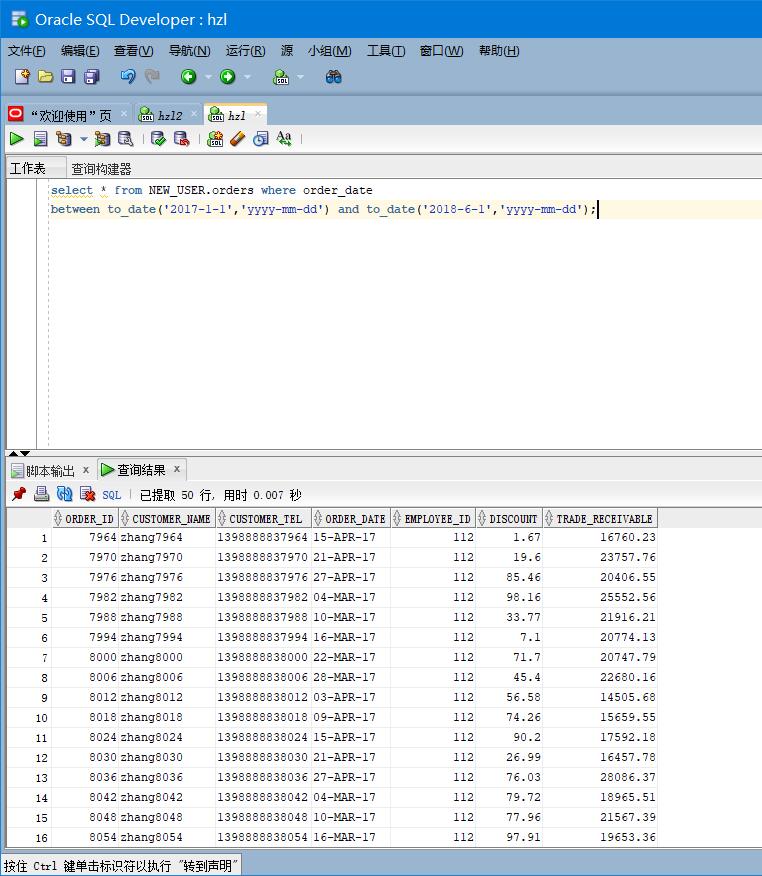 Oracle SQL Developer : hzl
文件(F) 编辑(E) 查看(V) 导航(N) 运行(R) 源 小组(M) 工具(T) 窗口(W) 帮助(H)
“欢迎使用”页 hzl2 hzl
工作表 查询构建器
select * from NEW_USER.orders where order_date
between to_date('2017-1-1','yyyy-mm-dd') and to_date('2018-6-1','yyyy-mm-dd');
脚本输出 x 查询结果 x
SQL 已提取 50 行, 用时 0.007 秒
ORDER_ID CUSTOMER_NAME CUSTOMER_TEL ORDER_DATE EMPLOYEE_ID DISCOUNT TRADE_RECEIVABLE
1 7964 zhang7964 1398888837964 15-APR-17 112 1.67 16760.23
2 7970 zhang7970 1398888837970 21-APR-17 112 19.6 23757.76
3 7976 zhang7976 1398888837976 27-APR-17 112 85.46 20406.55
4 7982 zhang7982 1398888837982 04-MAR-17 112 98.16 25552.56
5 7988 zhang7988 1398888837988 10-MAR-17 112 33.77 21916.21
6 7994 zhang7994 1398888837994 16-MAR-17 112 7.1 20774.13
7 8000 zhang8000 1398888838000 22-MAR-17 112 71.7 20747.79
8 8006 zhang8006 1398888838006 28-MAR-17 112 45.4 22680.16
9 8012 zhang8012 1398888838012 03-APR-17 112 56.58 14505.68
10 8018 zhang8018 1398888838018 09-APR-17 112 74.26 15659.55
11 8024 zhang8024 1398888838024 15-APR-17 112 90.2 17592.18
12 8030 zhang8030 1398888838030 21-APR-17 112 26.99 16457.78
13 8036 zhang8036 1398888838036 27-APR-17 112 76.03 28086.37
14 8042 zhang8042 1398888838042 04-MAR-17 112 79.72 18965.51
15 8048 zhang8048 1398888838048 10-MAR-17 112 77.96 21567.39
16 8054 zhang8054 1398888838054 16-MAR-17 112 97.91 19653.36
按住 Ctrl 键单击标识符以执行 "转到声明"